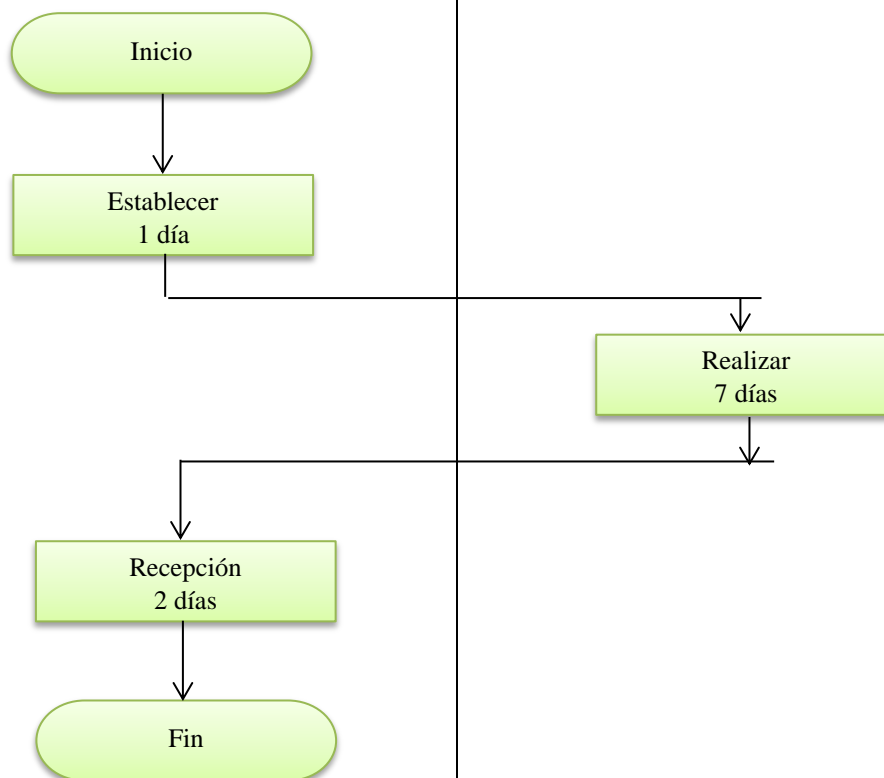 Inicio
Establecer
1 día
Realizar
7 días
Recepción
2 días
Fin